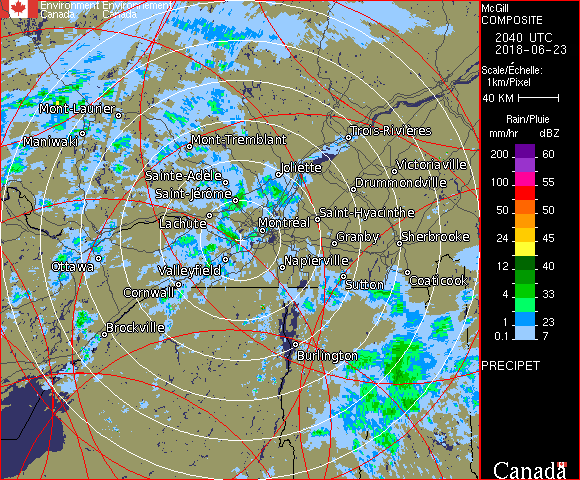 Environment Environnement
Canada Canada
McGill
COMPOSITE
2040 UTC
2018-06-23
Scale/Échelle:
1km/Pixel
40 KM
Rain/Pluie
mm/hr dBZ
200 60
100 55
50 50
24 45
12 40
4 33
1 23
0.1 7
PRECIPET
Canada
Mont-Laurier
Maniwaki
Mont-Tremblant
Trois-Rivières
Joliette
Victoriaville
Sainte-Adèle
Drummondville
Saint-Jérôme
Saint-Hyacinthe
Lachute
Montréal
Granby
Sherbrooke
Ottawa
Valleyfield
Napierville
Sutton
Coaticook
Cornwall
Brockville
Burlington